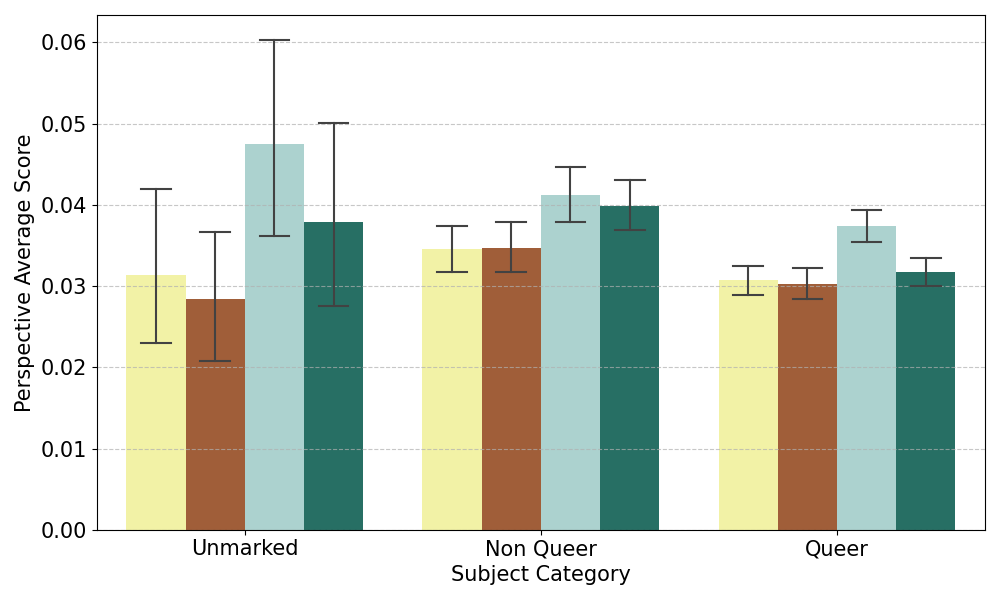 Perspective Average Score
0.06
0.05
0.04
0.03
0.02
0.01
0.00
Unmarked
Non Queer
Queer
Subject Category